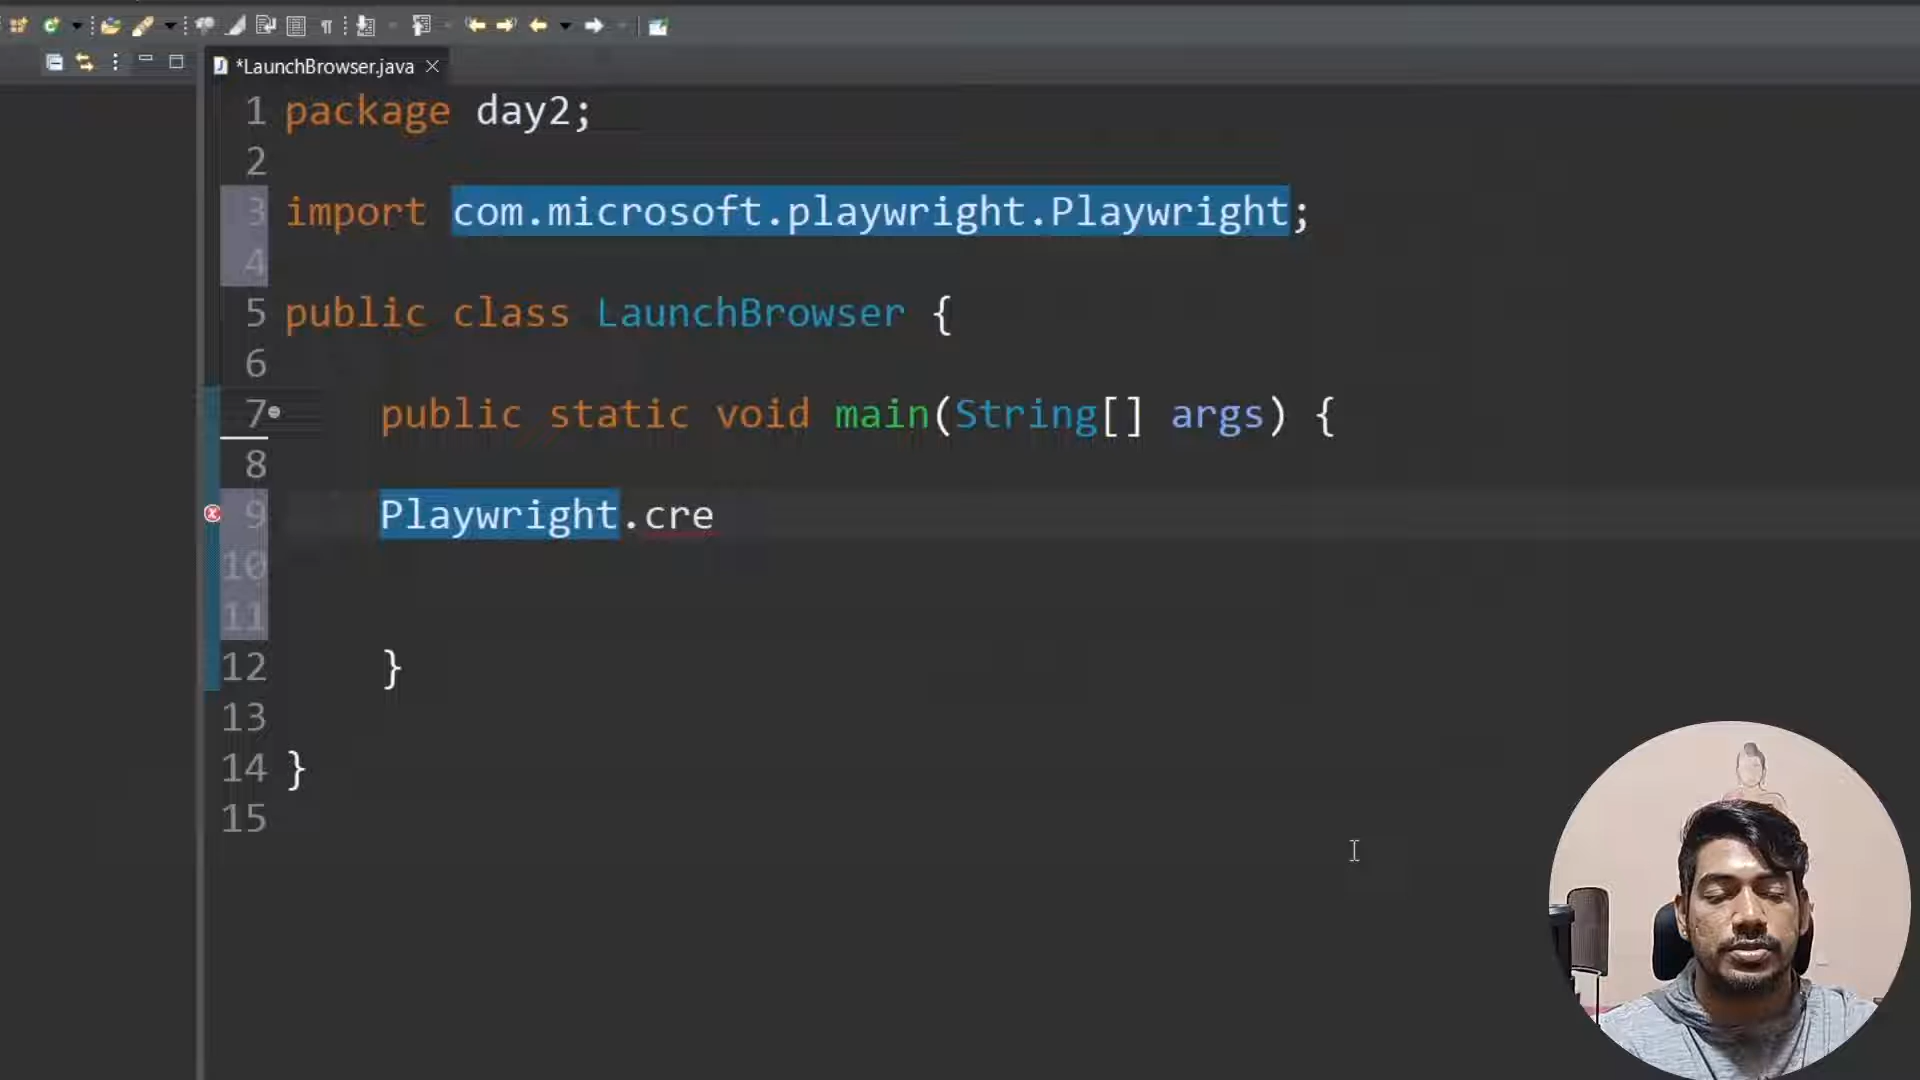 *LaunchBrowser.java
1 package day2;
2
3 import com.microsoft.playwright.Playwright;
4
5 public class LaunchBrowser {
6
7 public static void main(String[] args) {
8
9 Playwright.cre
10
11
12 }
13
14 }
15